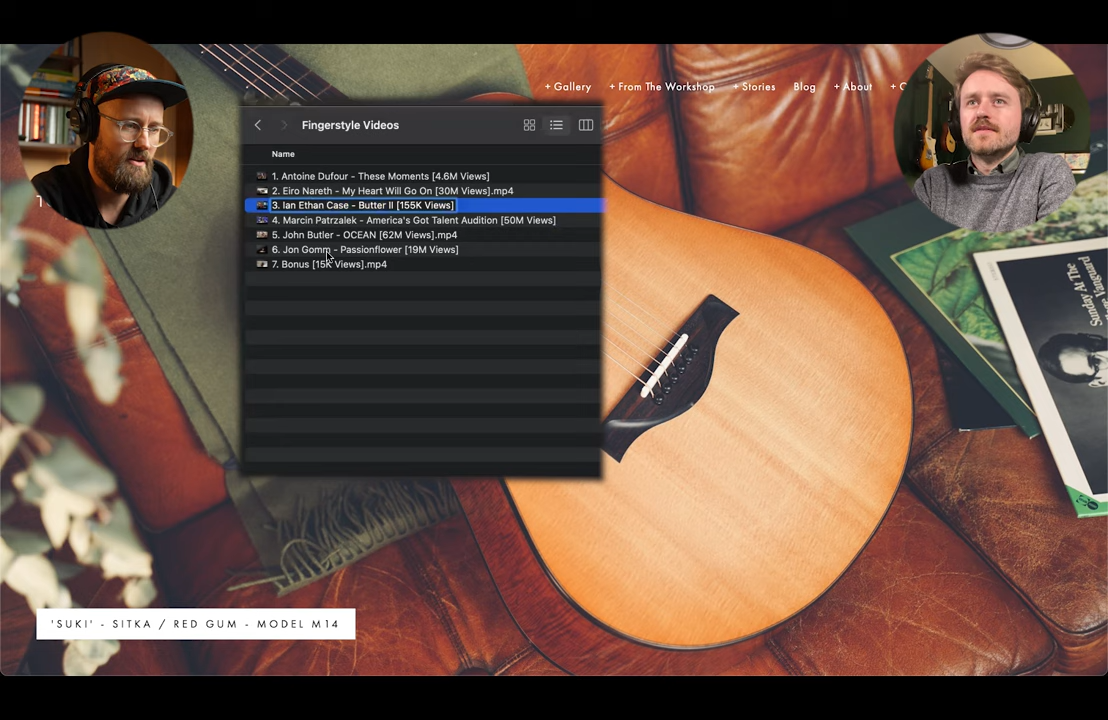 + Gallery + From The Workshop + Stories Blog + About + C
Fingerstyle Videos
Name
1. Antoine Dufour - These Moments [4.6M Views]
2. Eiro Nareth - My Heart Will Go On [30M Views].mp4
3. Ian Ethan Case - Butter II [155K Views]
4. Marcin Patrzalek - America's Got Talent Audition [50M Views]
5. John Butler - OCEAN [62M Views].mp4
6. Jon Gomm - Passionflower [19M Views]
7. Bonus [15K Views].mp4
T
Sunday At The
Vanguard
'SUKI' - SITKA / RED GUM - MODEL M14